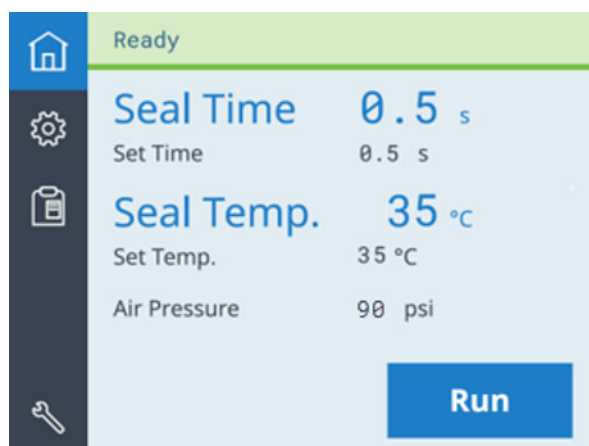 Ready
Seal Time 0.5 s
Set Time 0.5 s
Seal Temp. 35 °C
Set Temp. 35 °C
Air Pressure 90 psi
Run